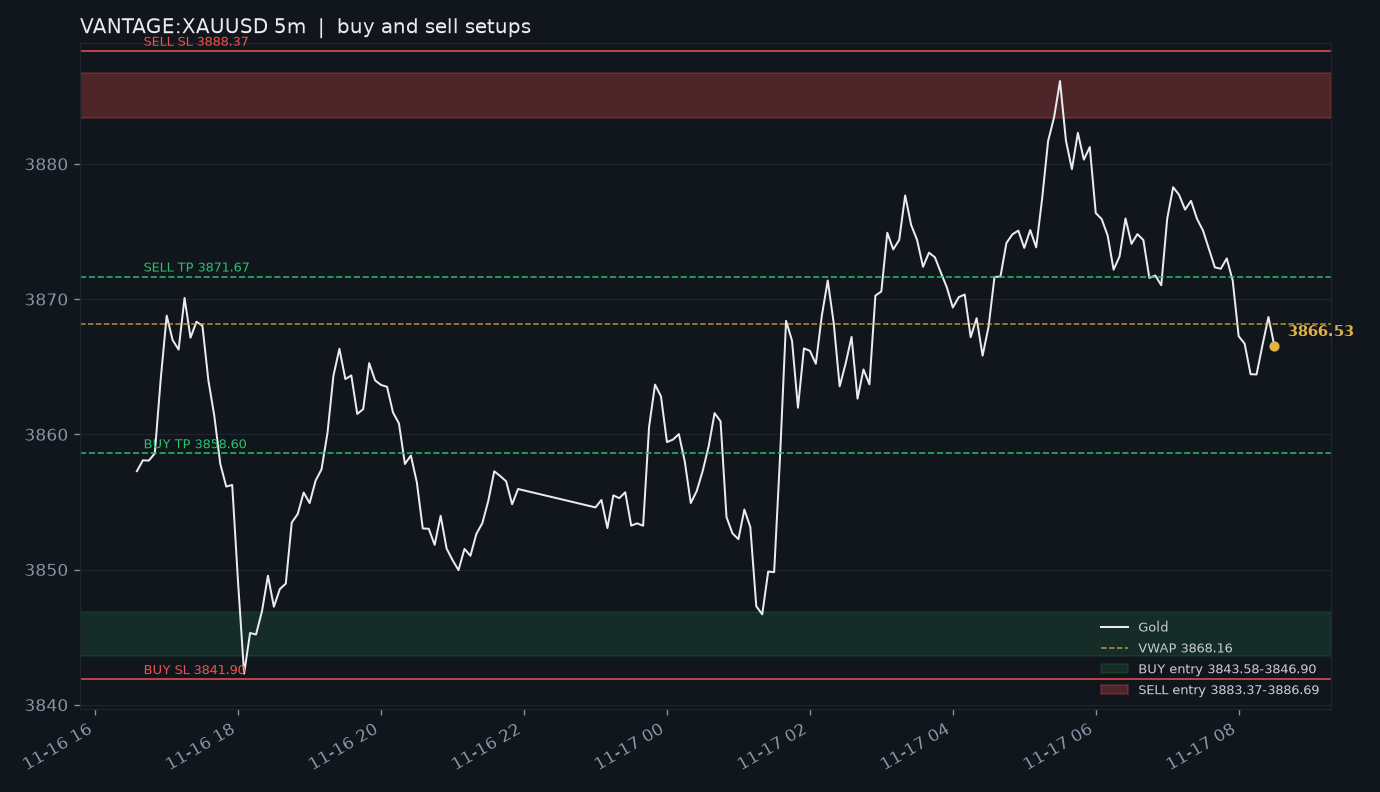 VANTAGE:XAUUSD 5m | buy and sell setups
SELL SL 3888.37
3880
SELL TP 3871.67
3870
3866.53
3860
BUY TP 3858.60
3850
Gold
VWAP 3868.16
BUY entry 3843.58-3846.90
SELL entry 3883.37-3886.69
BUY SL 3841.90
3840
11-16 16
11-16 18
11-16 20
11-16 22
11-17 00
11-17 02
11-17 04
11-17 06
11-17 08